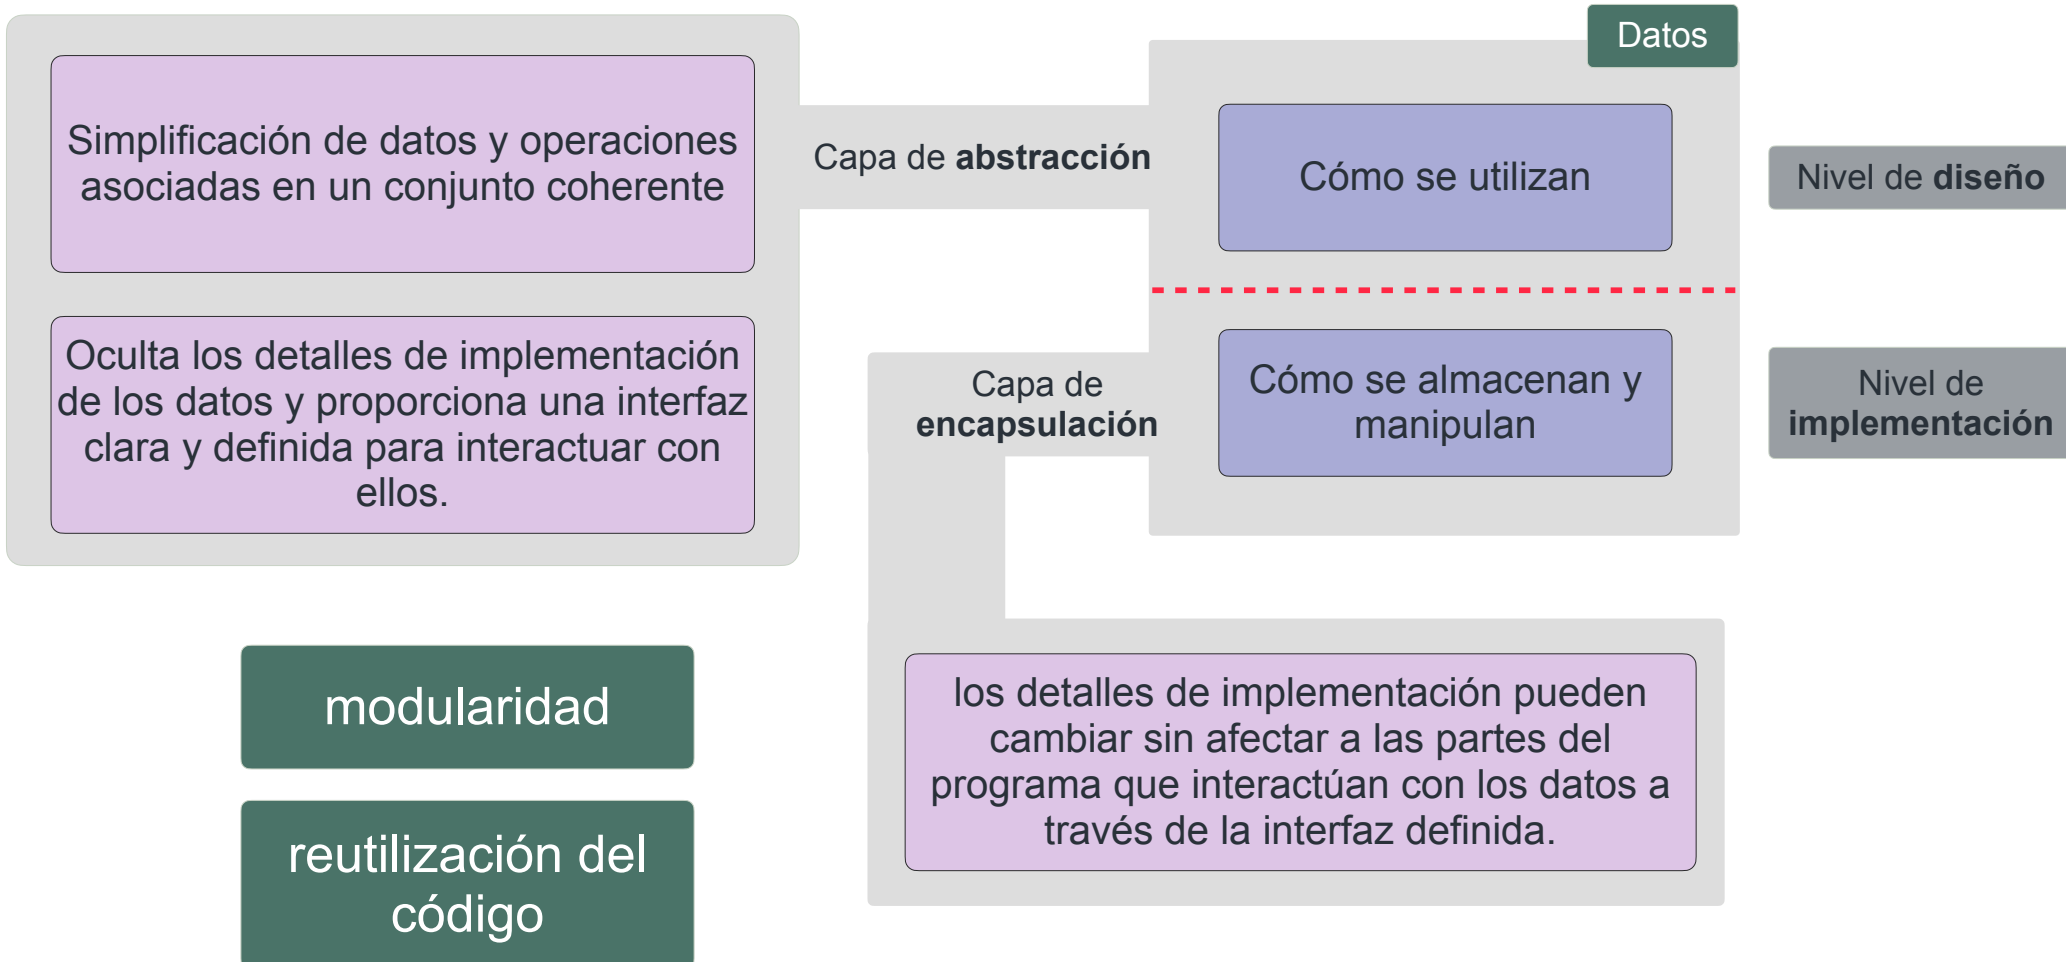 Datos
Simplificación de datos y operaciones
asociadas en un conjunto coherente
Capa de abstracción
Cómo se utilizan
Nivel de diseño
Oculta los detalles de implementación
de los datos y proporciona una interfaz
clara y definida para interactuar con
ellos.
Capa de
encapsulación
Cómo se almacenan y
manipulan
Nivel de
implementación
los detalles de implementación pueden
cambiar sin afectar a las partes del
programa que interactúan con los datos a
través de la interfaz definida.
modularidad
reutilización del
código